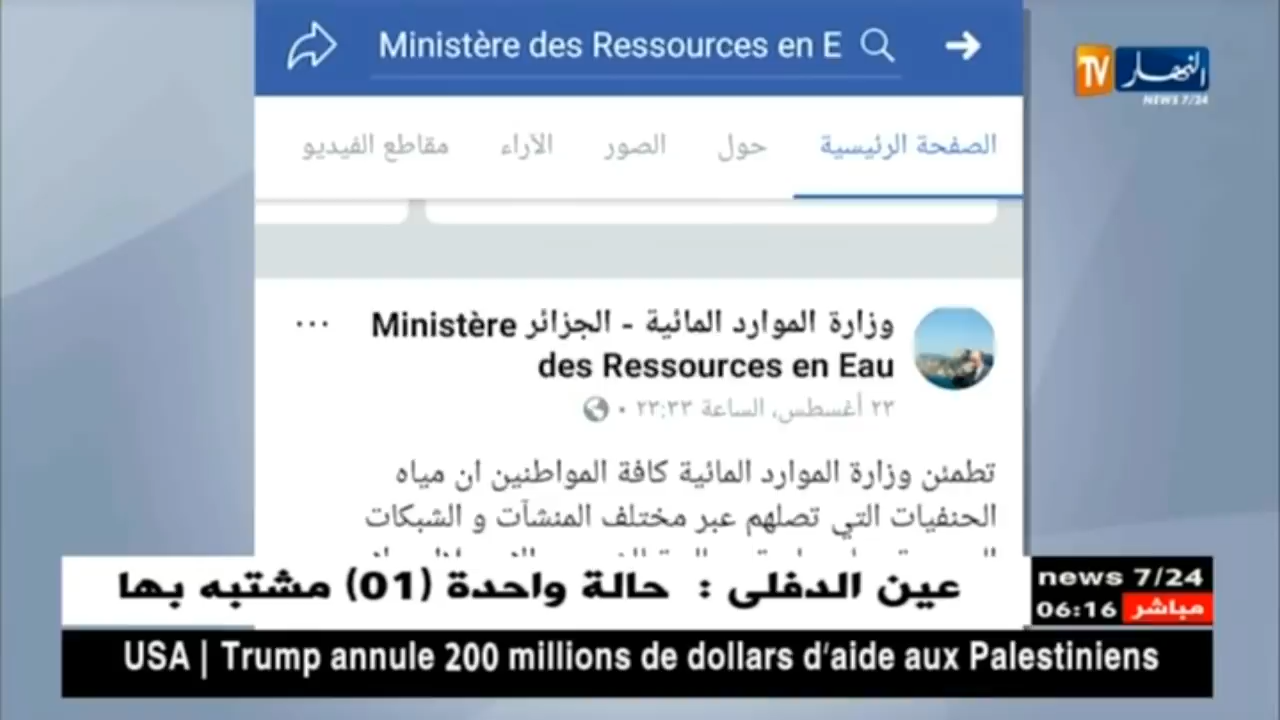 Ministère des Ressources en E
TV النهار
NEWS 7/24
الصفحة الرئيسية حول الصور الآراء مقاطع الفيديو
وزارة الموارد المائية - الجزائر Ministère
des Ressources en Eau
٢٣ أغسطس، الساعة ٢٣:٣٣ •
تطمئن وزارة الموارد المائية كافة المواطنين ان مياه
الحنفيات التي تصلهم عبر مختلف المنشآت و الشبكات
عين الدفلى : حالة واحدة (01) مشتبه بها
news 7/24
06:16 مباشر
USA | Trump annule 200 millions de dollars d'aide aux Palestiniens